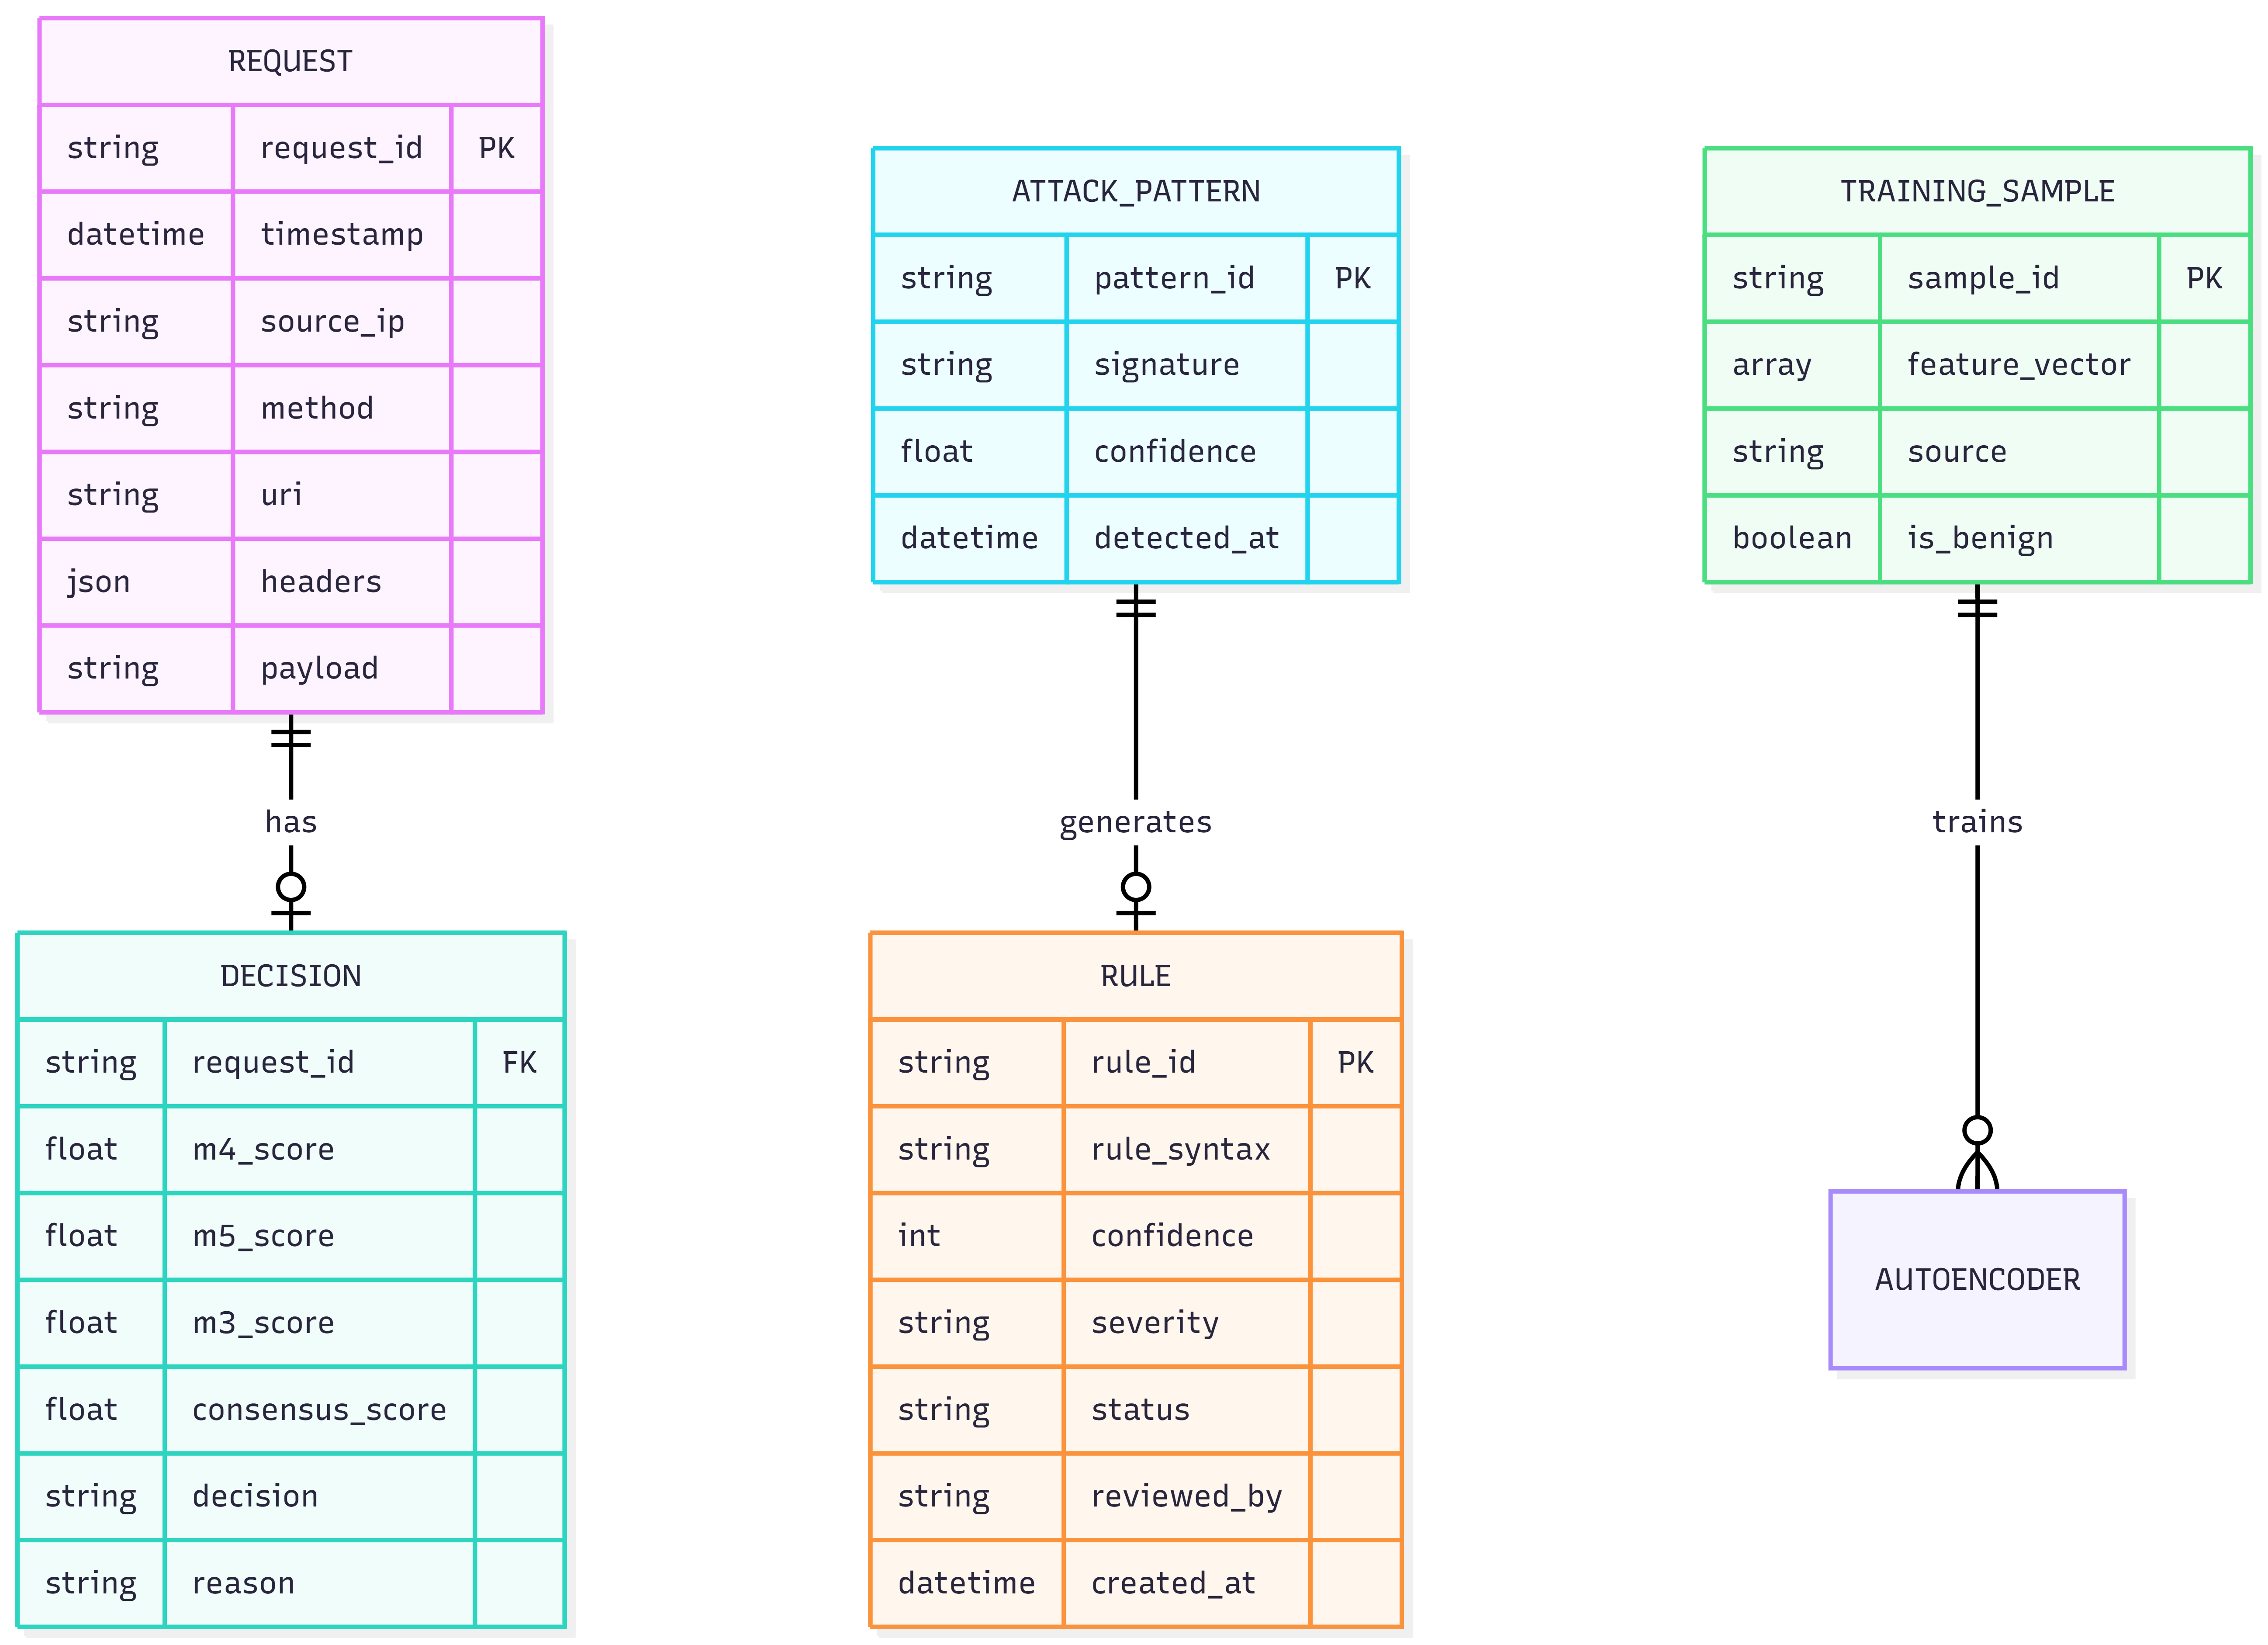 REQUEST
string request_id PK
datetime timestamp
string source_ip
string method
string uri
json headers
string payload
has
DECISION
string request_id FK
float m4_score
float m5_score
float m3_score
float consensus_score
string decision
string reason
ATTACK_PATTERN
string pattern_id PK
string signature
float confidence
datetime detected_at
generates
RULE
string rule_id PK
string rule_syntax
int confidence
string severity
string status
string reviewed_by
datetime created_at
TRAINING_SAMPLE
string sample_id PK
array feature_vector
string source
boolean is_benign
trains
AUTOENCODER